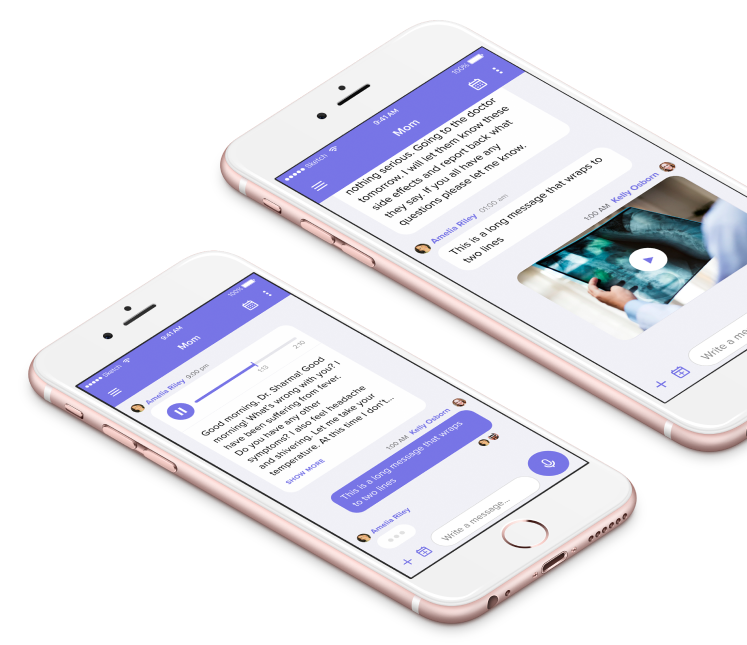 Sketch
9:41 AM
100%
Mom
nothing serious. Going to the doctor
tomorrow. I will let them know these
side effects and report back what
they say. If you all have any
questions please let me know.
Amelia Riley 01:00 am
This is a long message that wraps to
two lines
1:00 AM Kelly Osborn
Write a me
Sketch
9:41 AM
100%
Mom
Amelia Riley 9:00 pm
1:13
2:10
Good morning, Dr. Sharma! Good
morning! What's wrong with you? I
have been suffering from fever.
Do you have any other
symptoms? I also feel headache
and shivering. Let me take your
temperature. At this time I don't...
SHOW MORE
1:00 AM Kelly Osborn
This is a long message that wraps
to two lines
Amelia Riley
Write a message...